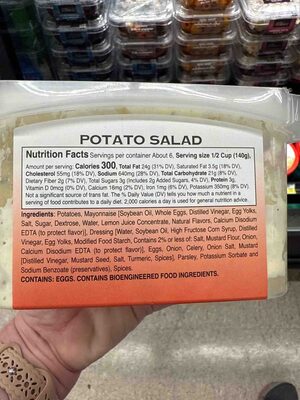 POTATO SALAD
Nutrition Facts Servings per container About 6, Serving size 1/2 Cup (140g),
Amount per serving: Calories 300, Total Fat 24g (31% DV), Saturated Fat 3.5g (18% DV),
Cholesterol 55mg (18% DV), Sodium 640mg (28% DV), Total Carbohydrate 21g (8% DV),
Dietary Fiber 2g (7% DV), Total Sugars 3g (Includes 2g Added Sugars, 4% DV), Protein 3g,
Vitamin D 0mcg (0% DV), Calcium 16mg (2% DV), Iron 1mg (6% DV), Potassium 350mg (8% DV).
Not a significant source of trans fat. The % Daily Value (DV) tells you how much a nutrient in a
serving of food contributes to a daily diet. 2,000 calories a day is used for general nutrition advice.
Ingredients: Potatoes, Mayonnaise [Soybean Oil, Whole Eggs, Distilled Vinegar, Egg Yolks,
Salt, Sugar, Dextrose, Water, Lemon Juice Concentrate, Natural Flavors, Calcium Disodium
EDTA (to protect flavor)], Dressing [Water, Soybean Oil, High Fructose Corn Syrup, Distilled
Vinegar, Egg Yolks, Modified Food Starch, Contains 2% or less of: Salt, Mustard Flour, Onion,
Calcium Disodium EDTA (to protect flavor)], Eggs, Onion, Celery, Onion Salt, Mustard
[Distilled Vinegar, Mustard Seed, Salt, Turmeric, Spices], Parsley, Potassium Sorbate and
Sodium Benzoate (preservatives), Spices.
CONTAINS: EGG. CONTAINS BIOENGINEERED FOOD INGREDIENTS.